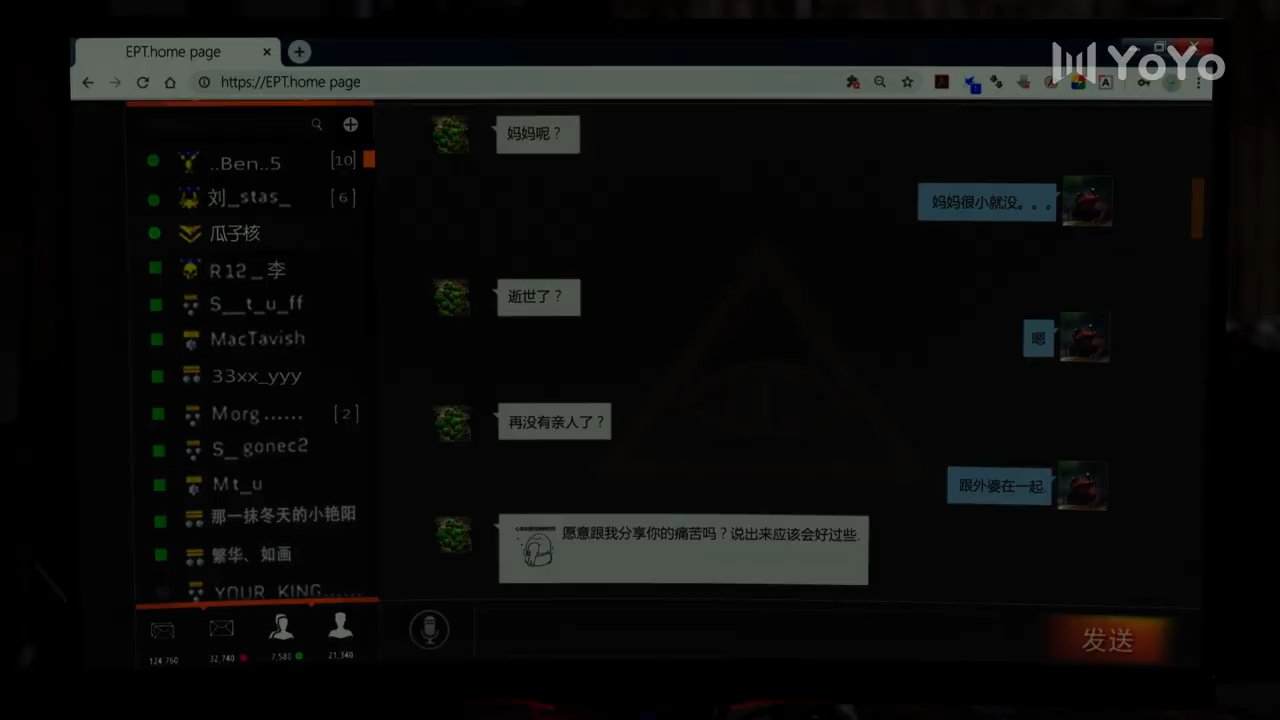 EPT.home page
YoYo
https://EPT.home page
..Ben..5 [10]
刘_stas_ [6]
瓜子核
R12_李
S__t_u_ff
MacTavish
33xx_yyy
Morg...... [2]
S_gonec2
Mt_u
那一抹冬天的小艳阳
繁华、如画
YOUR_KING......
124,760
32,740
7,580
21,340
妈妈呢？
妈妈很小就没。。。
逝世了？
嗯
再没有亲人了？
跟外婆在一起.
愿意跟我分享你的痛苦吗？说出来应该会好过些.
发送